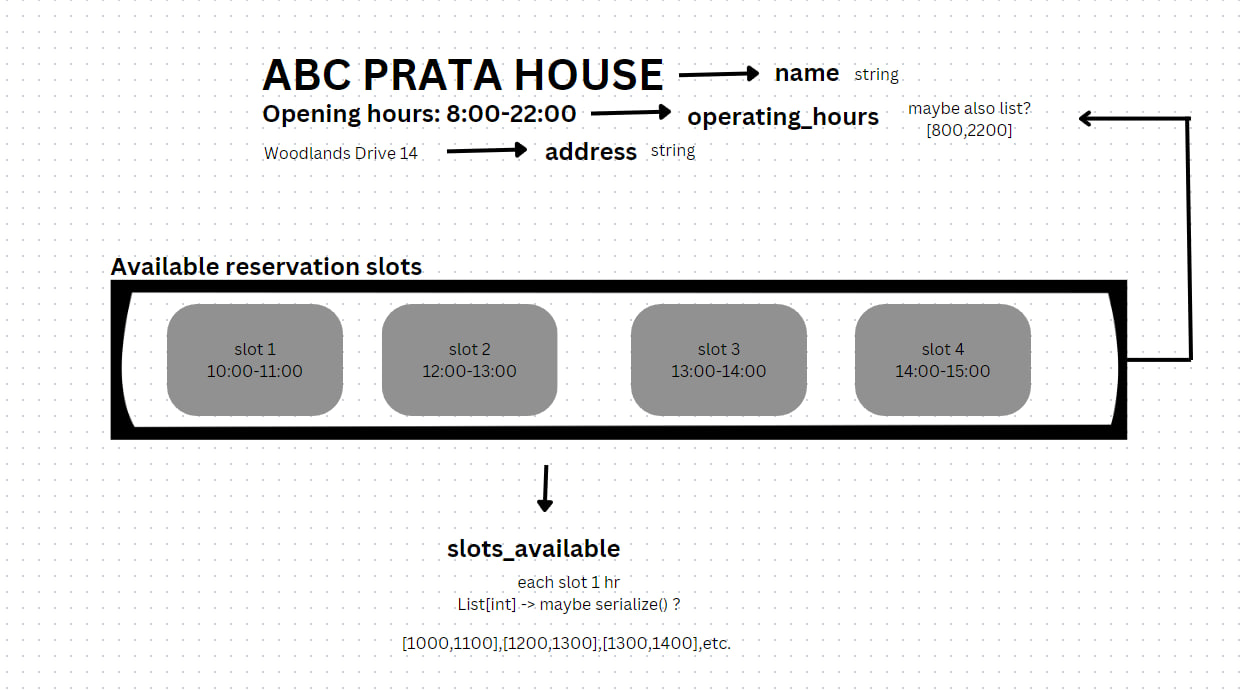 ABC PRATA HOUSE name string
Opening hours: 8:00-22:00 operating_hours maybe also list?
[800,2200]
Woodlands Drive 14 address string
Available reservation slots
slot 1
10:00-11:00
slot 2
12:00-13:00
slot 3
13:00-14:00
slot 4
14:00-15:00
slots_available
each slot 1 hr
List[int] -> maybe serialize() ?
[1000,1100],[1200,1300],[1300,1400],etc.